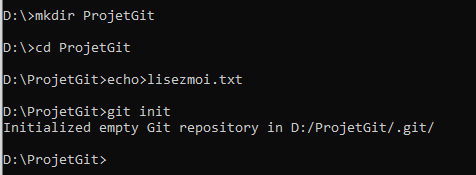 D:\>mkdir ProjetGit
D:\>cd ProjetGit
D:\ProjetGit>echo>lisezmoi.txt
D:\ProjetGit>git init
Initialized empty Git repository in D:/ProjetGit/.git/
D:\ProjetGit>